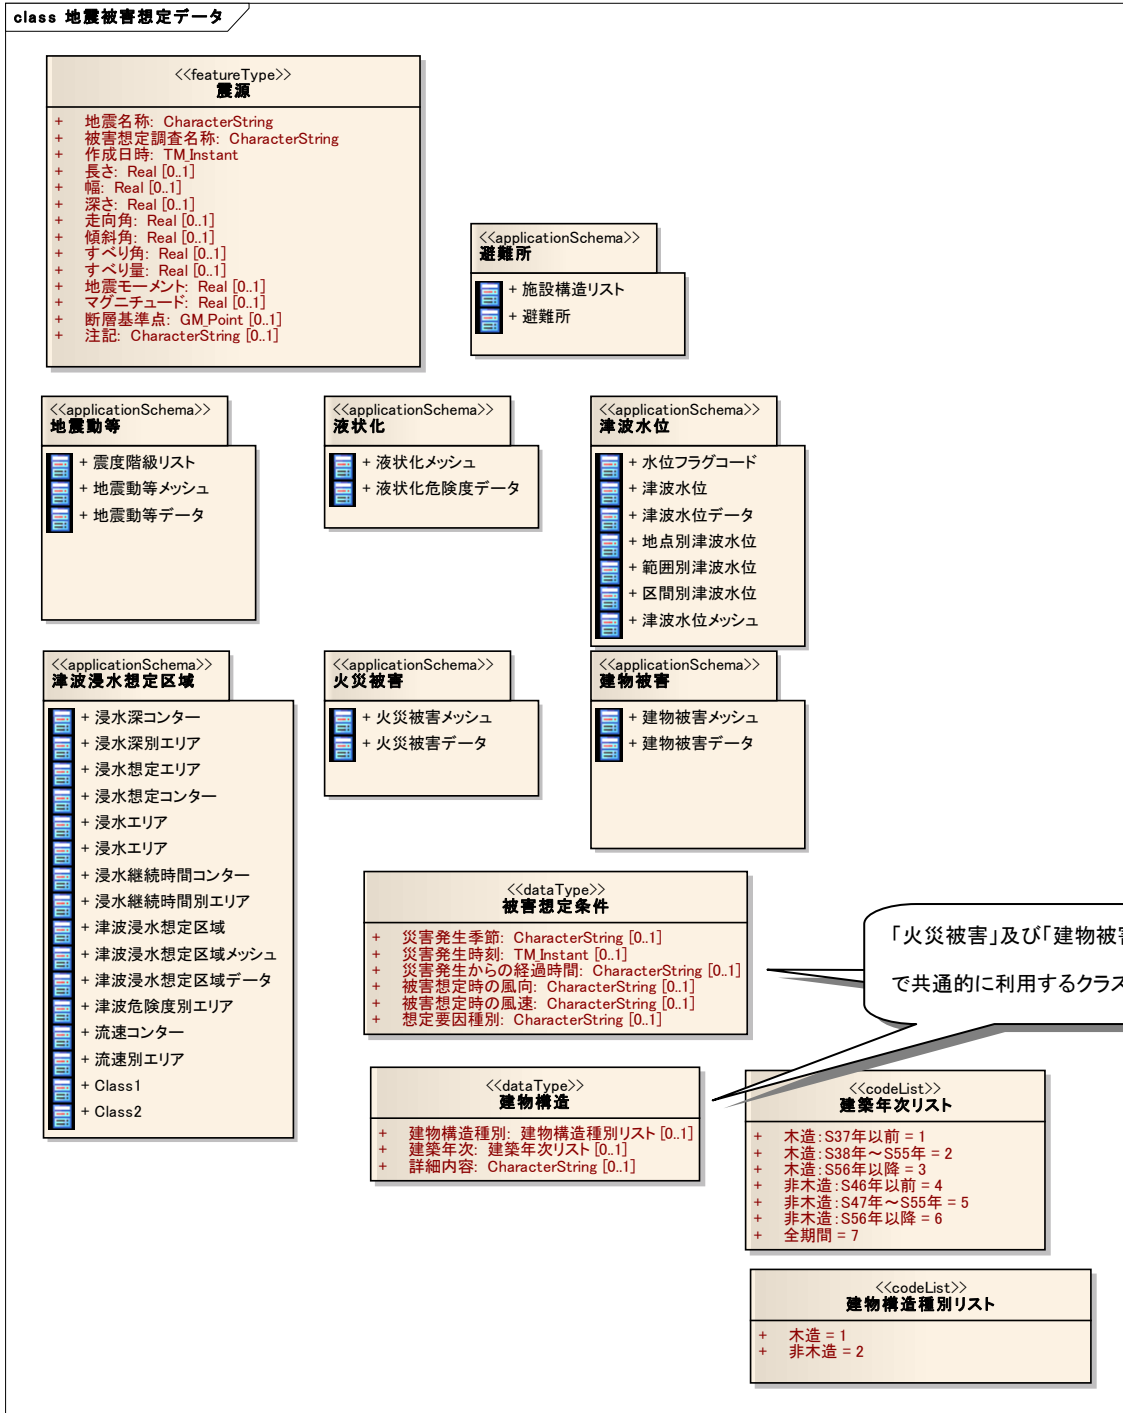 class 地震被害想定データ
<<featureType>>
震源
+ 地震名称: CharacterString
+ 被害想定調査名称: CharacterString
+ 作成日時: TM_Instant
+ 長さ: Real [0..1]
+ 幅: Real [0..1]
+ 深さ: Real [0..1]
+ 走向角: Real [0..1]
+ 傾斜角: Real [0..1]
+ すべり角: Real [0..1]
+ すべり量: Real [0..1]
+ 地震モーメント: Real [0..1]
+ マグニチュード: Real [0..1]
+ 断層基準点: GM_Point [0..1]
+ 注記: CharacterString [0..1]
<<applicationSchema>>
避難所
+ 施設構造リスト
+ 避難所
<<applicationSchema>>
地震動等
+ 震度階級リスト
+ 地震動等メッシュ
+ 地震動等データ
<<applicationSchema>>
液状化
+ 液状化メッシュ
+ 液状化危険度データ
<<applicationSchema>>
津波水位
+ 水位フラグコード
+ 津波水位
+ 津波水位データ
+ 地点別津波水位
+ 範囲別津波水位
+ 区間別津波水位
+ 津波水位メッシュ
<<applicationSchema>>
津波浸水想定区域
+ 浸水深コンター
+ 浸水深別エリア
+ 浸水想定エリア
+ 浸水想定コンター
+ 浸水エリア
+ 浸水エリア
+ 浸水継続時間コンター
+ 浸水継続時間別エリア
+ 津波浸水想定区域
+ 津波浸水想定区域メッシュ
+ 津波浸水想定区域データ
+ 津波危険度別エリア
+ 流速コンター
+ 流速別エリア
+ Class1
+ Class2
<<applicationSchema>>
火災被害
+ 火災被害メッシュ
+ 火災被害データ
<<applicationSchema>>
建物被害
+ 建物被害メッシュ
+ 建物被害データ
<<dataType>>
被害想定条件
+ 災害発生季節: CharacterString [0..1]
+ 災害発生時刻: TM_Instant [0..1]
+ 災害発生からの経過時間: CharacterString [0..1]
+ 被害想定時の風向: CharacterString [0..1]
+ 被害想定時の風速: CharacterString [0..1]
+ 想定要因種別: CharacterString [0..1]
「火災被害」及び「建物被害
で共通的に利用するクラス
<<dataType>>
建物構造
+ 建物構造種別: 建物構造種別リスト [0..1]
+ 建築年次: 建築年次リスト [0..1]
+ 詳細内容: CharacterString [0..1]
<<codeList>>
建築年次リスト
+ 木造:S37年以前 = 1
+ 木造:S38年～S55年 = 2
+ 木造:S56年以降 = 3
+ 非木造:S46年以前 = 4
+ 非木造:S47年～S55年 = 5
+ 非木造:S56年以降 = 6
+ 全期間 = 7
<<codeList>>
建物構造種別リスト
+ 木造 = 1
+ 非木造 = 2